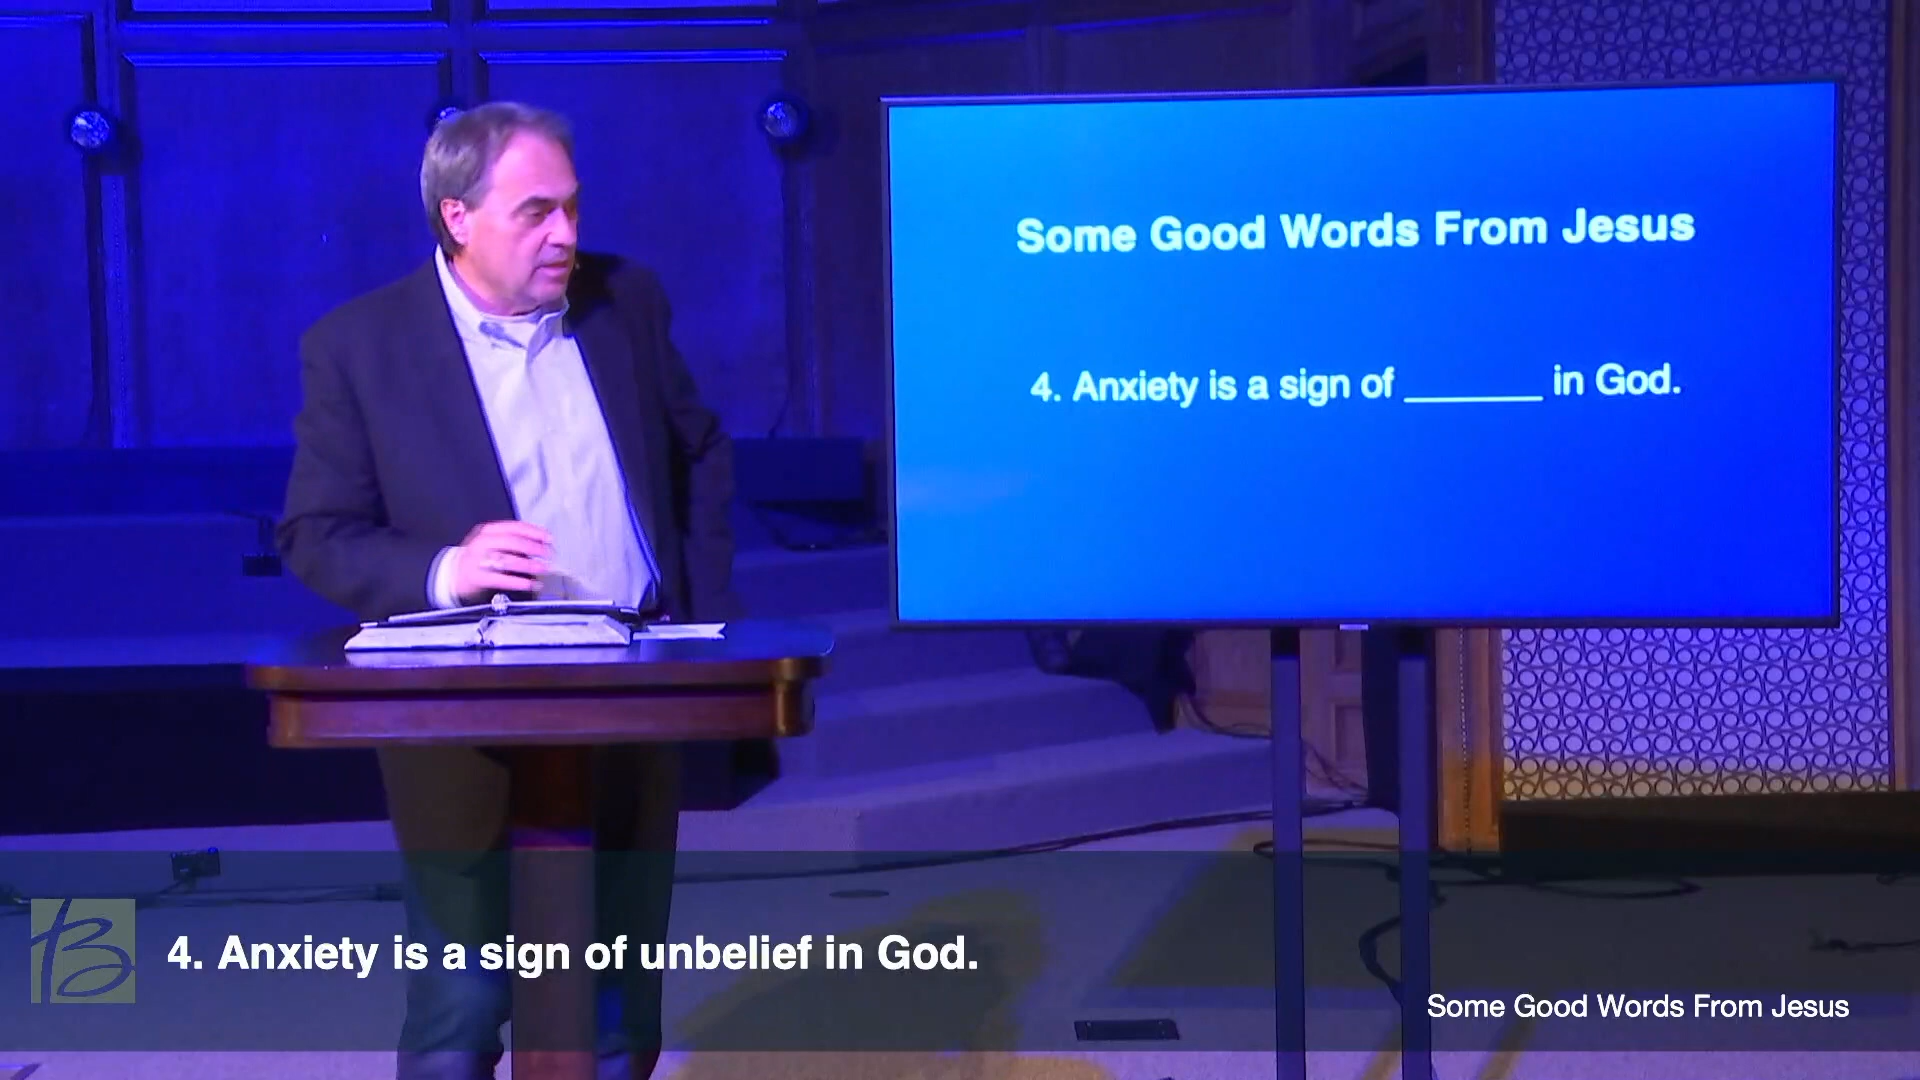 Some Good Words From Jesus
4. Anxiety is a sign of _______ in God.
B
4. Anxiety is a sign of unbelief in God.
Some Good Words From Jesus